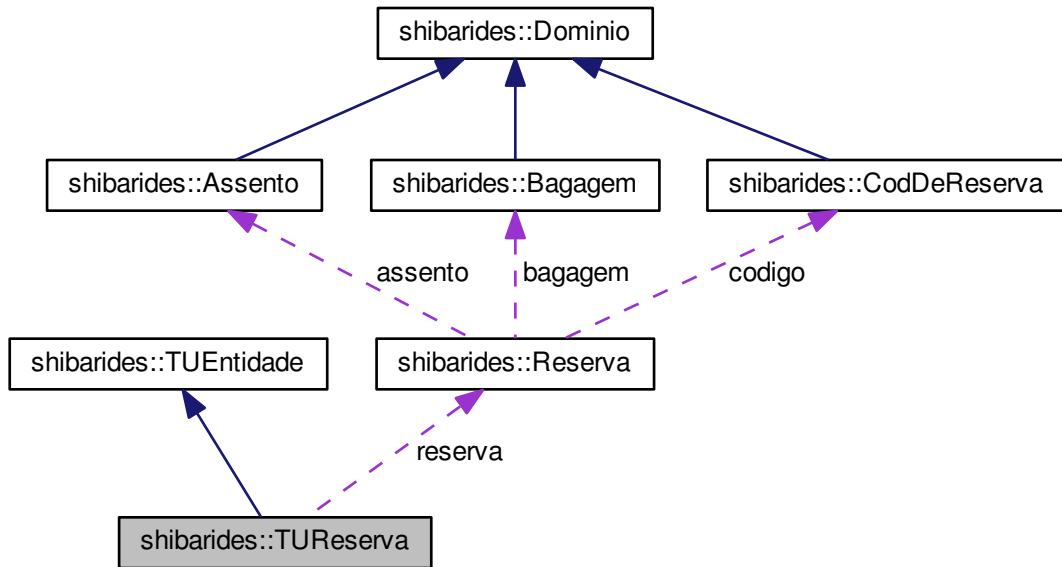 shibarides::Dominio
shibarides::Assento
shibarides::Bagagem
shibarides::CodDeReserva
assento
bagagem
codigo
shibarides::TUEntidade
shibarides::Reserva
reserva
shibarides::TUReserva